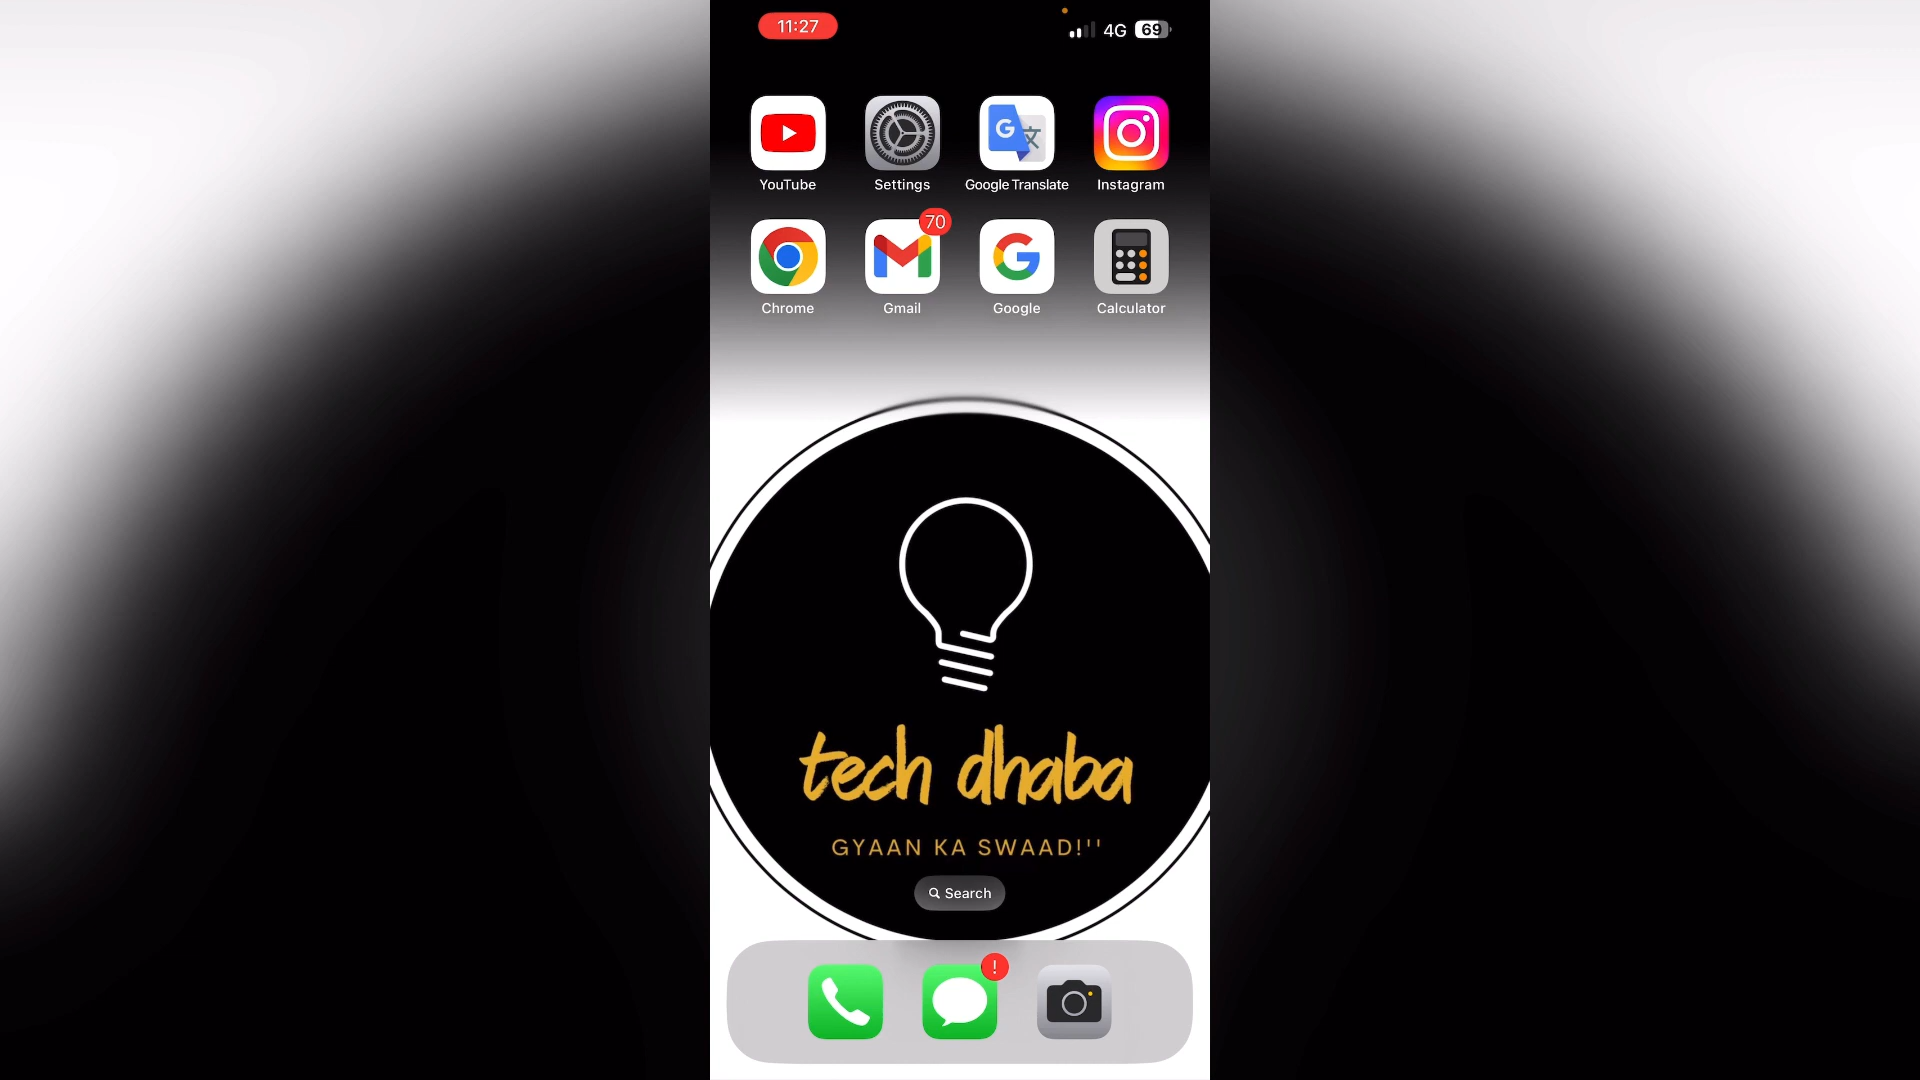 11:27
4G 69
YouTube Settings Google Translate Instagram
70
Chrome Gmail Google Calculator
tech dhaba
GYAAN KA SWAAD!''
Search
!